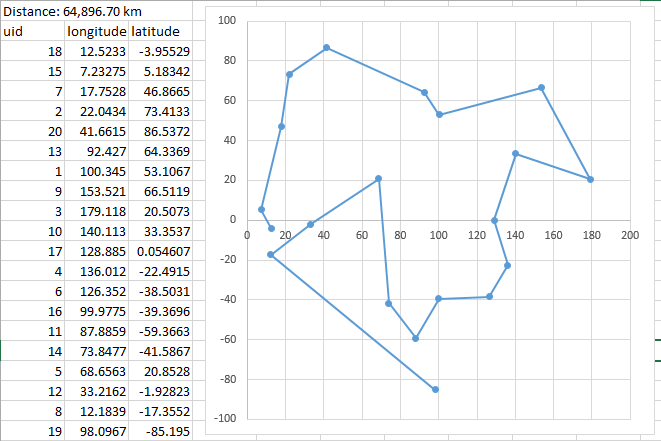 Distance: 64,896.70 km
uid longitude latitude
18 12.5233 -3.95529
15 7.23275 5.18342
7 17.7528 46.8665
2 22.0434 73.4133
20 41.6615 86.5372
13 92.427 64.3369
1 100.345 53.1067
9 153.521 66.5119
3 179.118 20.5073
10 140.113 33.3537
17 128.885 0.054607
4 136.012 -22.4915
6 126.352 -38.5031
16 99.9775 -39.3696
11 87.8859 -59.3663
14 73.8477 -41.5867
5 68.6563 20.8528
12 33.2162 -1.92823
8 12.1839 -17.3552
19 98.0967 -85.195
100
80
60
40
20
0
-20
-40
-60
-80
-100
0 20 40 60 80 100 120 140 160 180 200